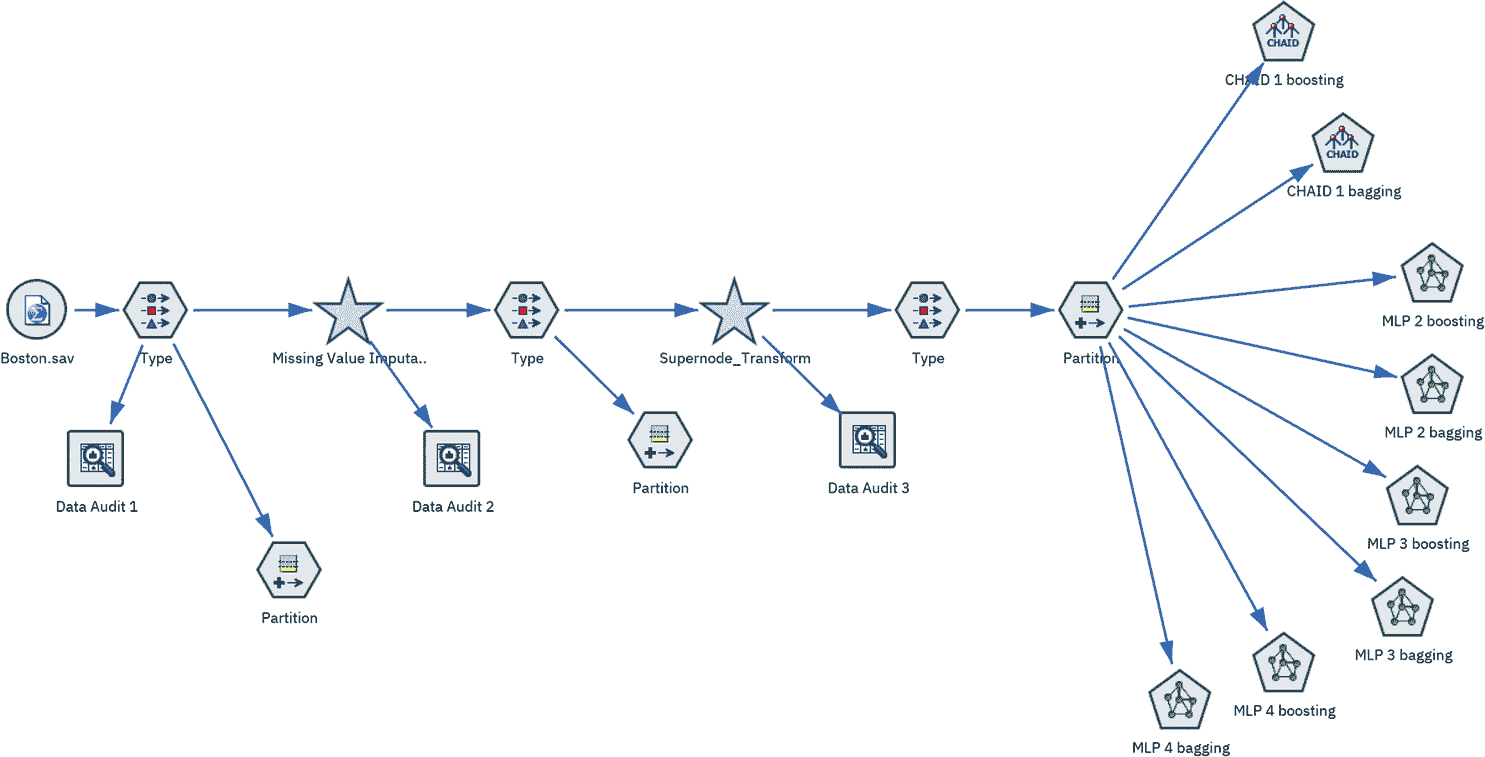 CHAID
CHAID 1 boosting
CHAID
CHAID 1 bagging
MLP 2 boosting
Boston.sav
Type
Missing Value Imputa..
Type
Supernode_Transform
Type
Partition
MLP 2 bagging
Data Audit 1
Data Audit 2
Partition
Data Audit 3
MLP 3 boosting
Partition
MLP 3 bagging
MLP 4 boosting
MLP 4 bagging